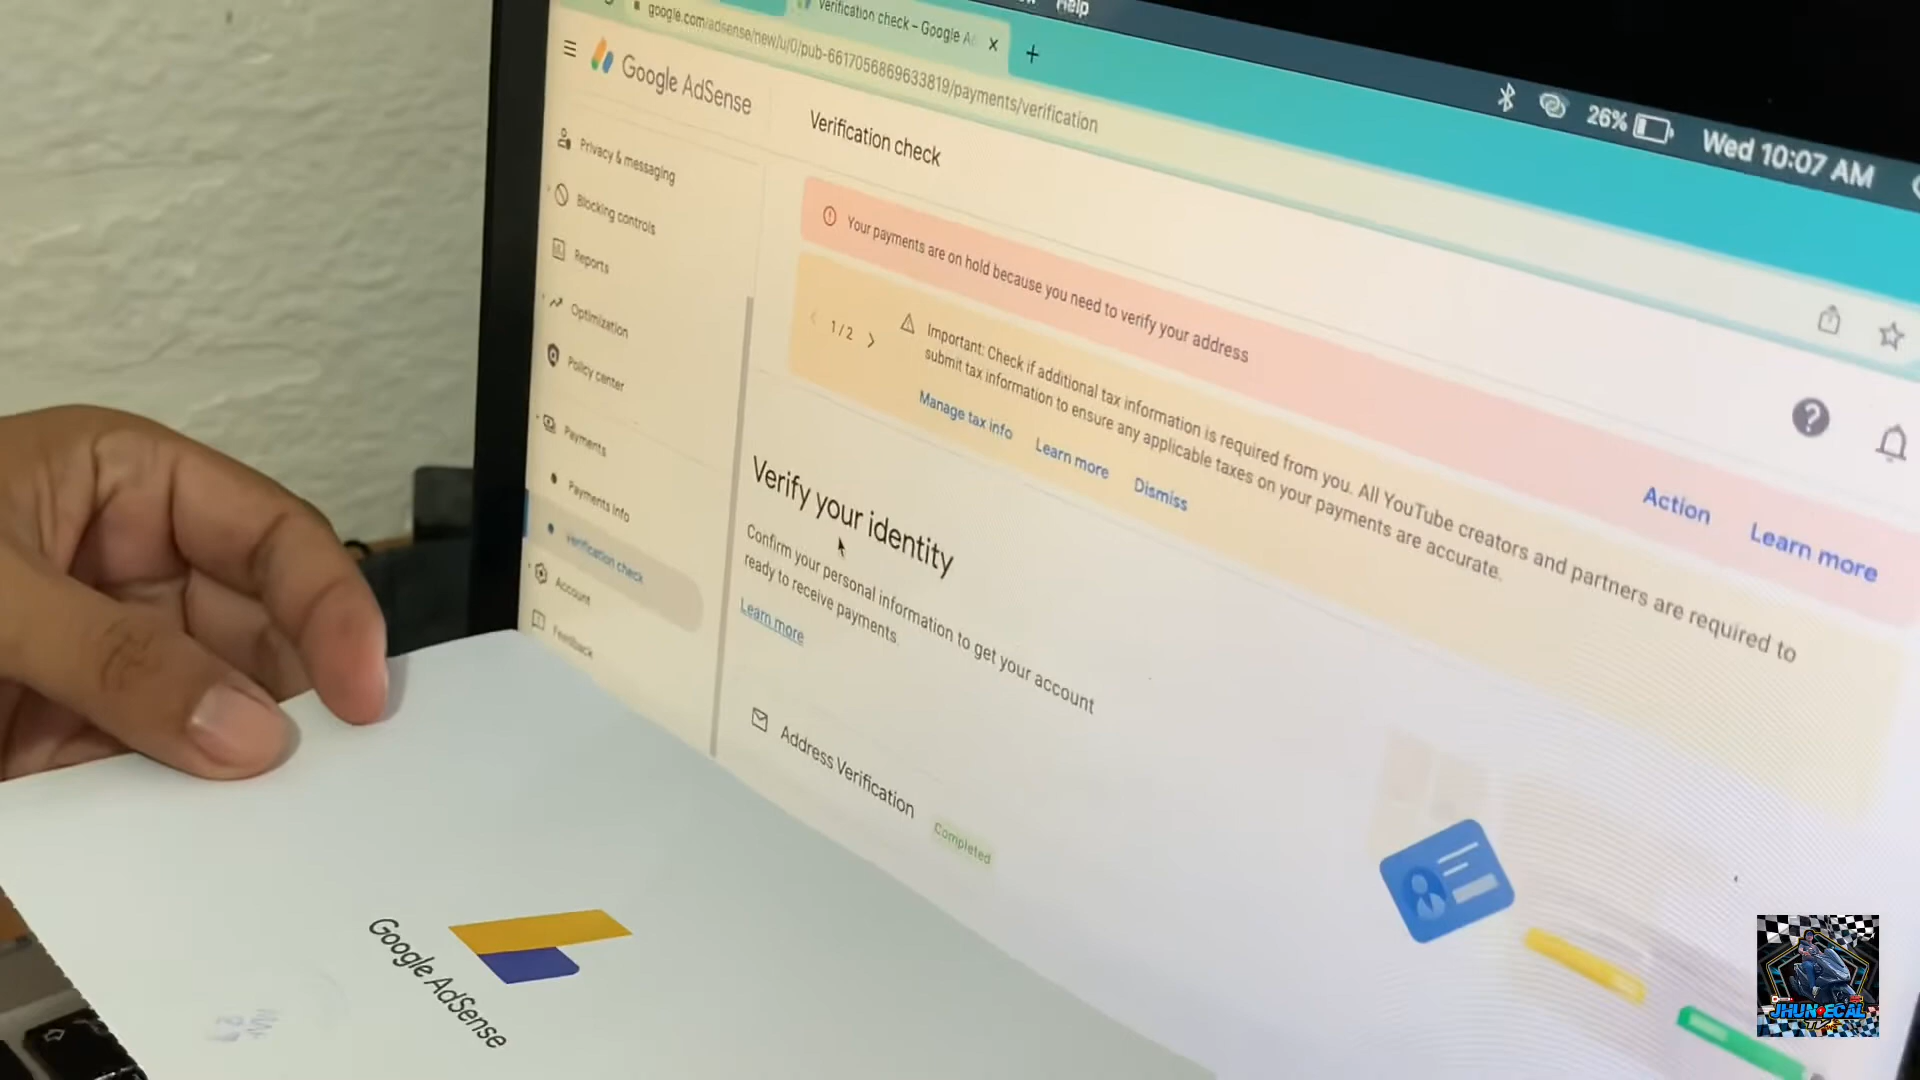 Help
Verification check – Google A
google.com/adsense/new/u/0/pub-6617056869633819/payments/verification
26%
Wed 10:07 AM
Google AdSense
Verification check
Privacy & messaging
Blocking controls
Reports
Optimization
Policy center
Payments
Payments info
Verification check
Account
Feedback
Your payments are on hold because you need to verify your address
Action
Learn more
1 / 2
Important: Check if additional tax information is required from you. All YouTube creators and partners are required to
submit tax information to ensure any applicable taxes on your payments are accurate.
Manage tax info
Learn more
Dismiss
Verify your identity
Confirm your personal information to get your account
ready to receive payments.
Learn more
Address Verification
Completed
Google AdSense
JHUN ECAL
TV